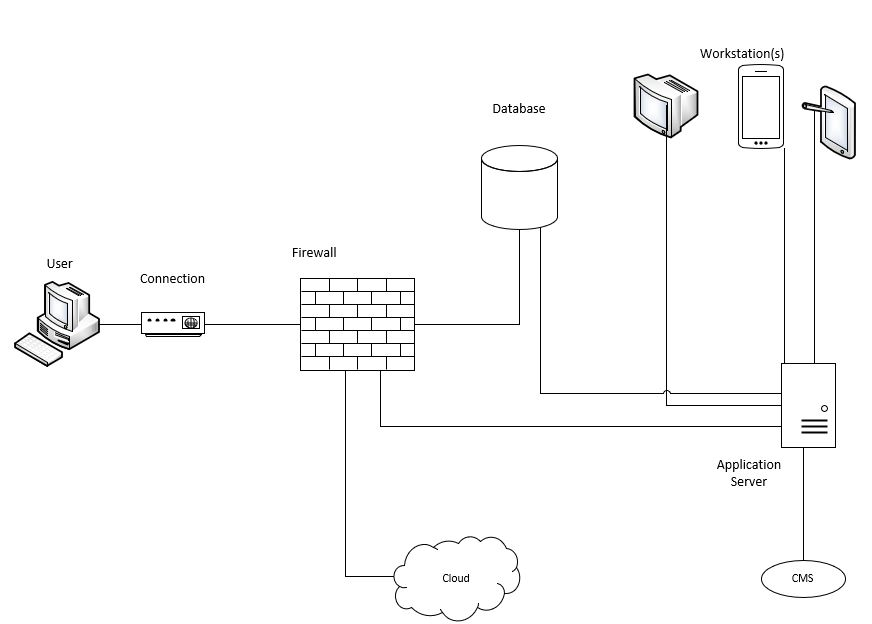 Workstation(s)
Database
Firewall
User
Connection
Application
Server
Cloud
CMS